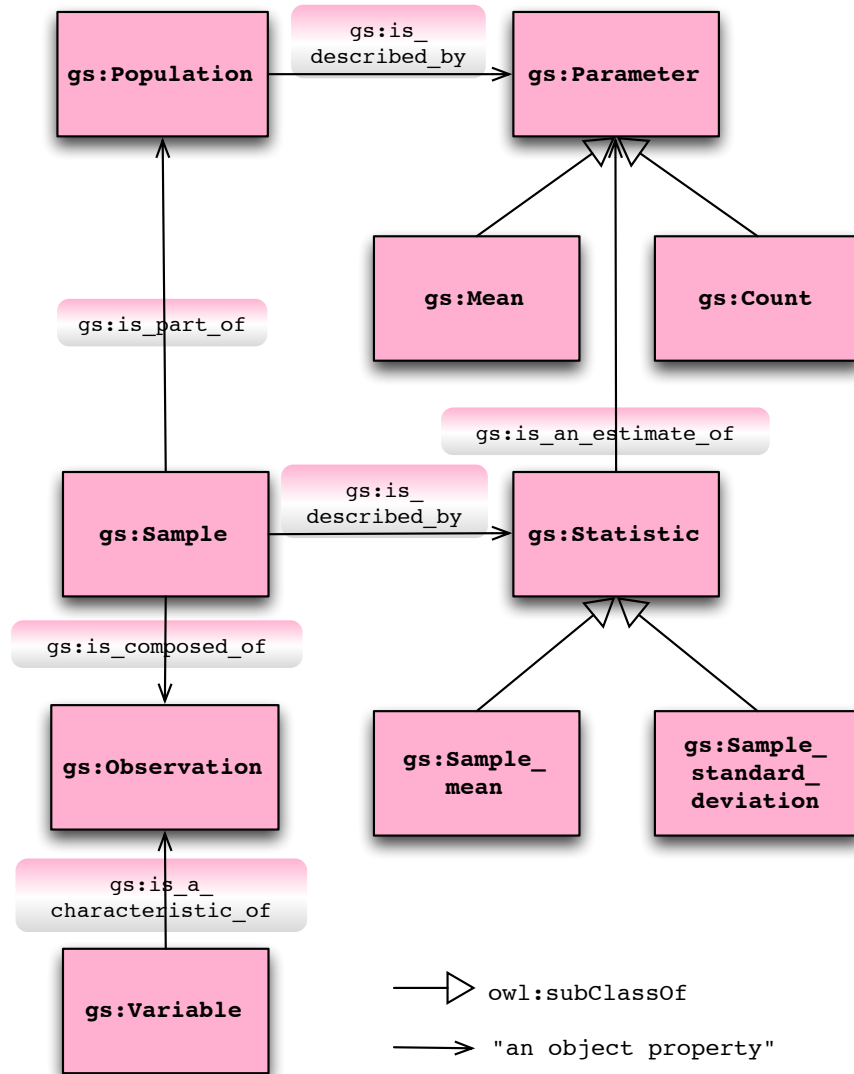 gs:is_
described_by
gs:Population
gs:Parameter
gs:Mean
gs:Count
gs:is_part_of
gs:is_an_estimate_of
gs:is_
described_by
gs:Sample
gs:Statistic
gs:is_composed_of
gs:Observation
gs:Sample_
mean
gs:Sample_
standard_
deviation
gs:is_a_
characteristic_of
gs:Variable
owl:subClassOf
"an object property"